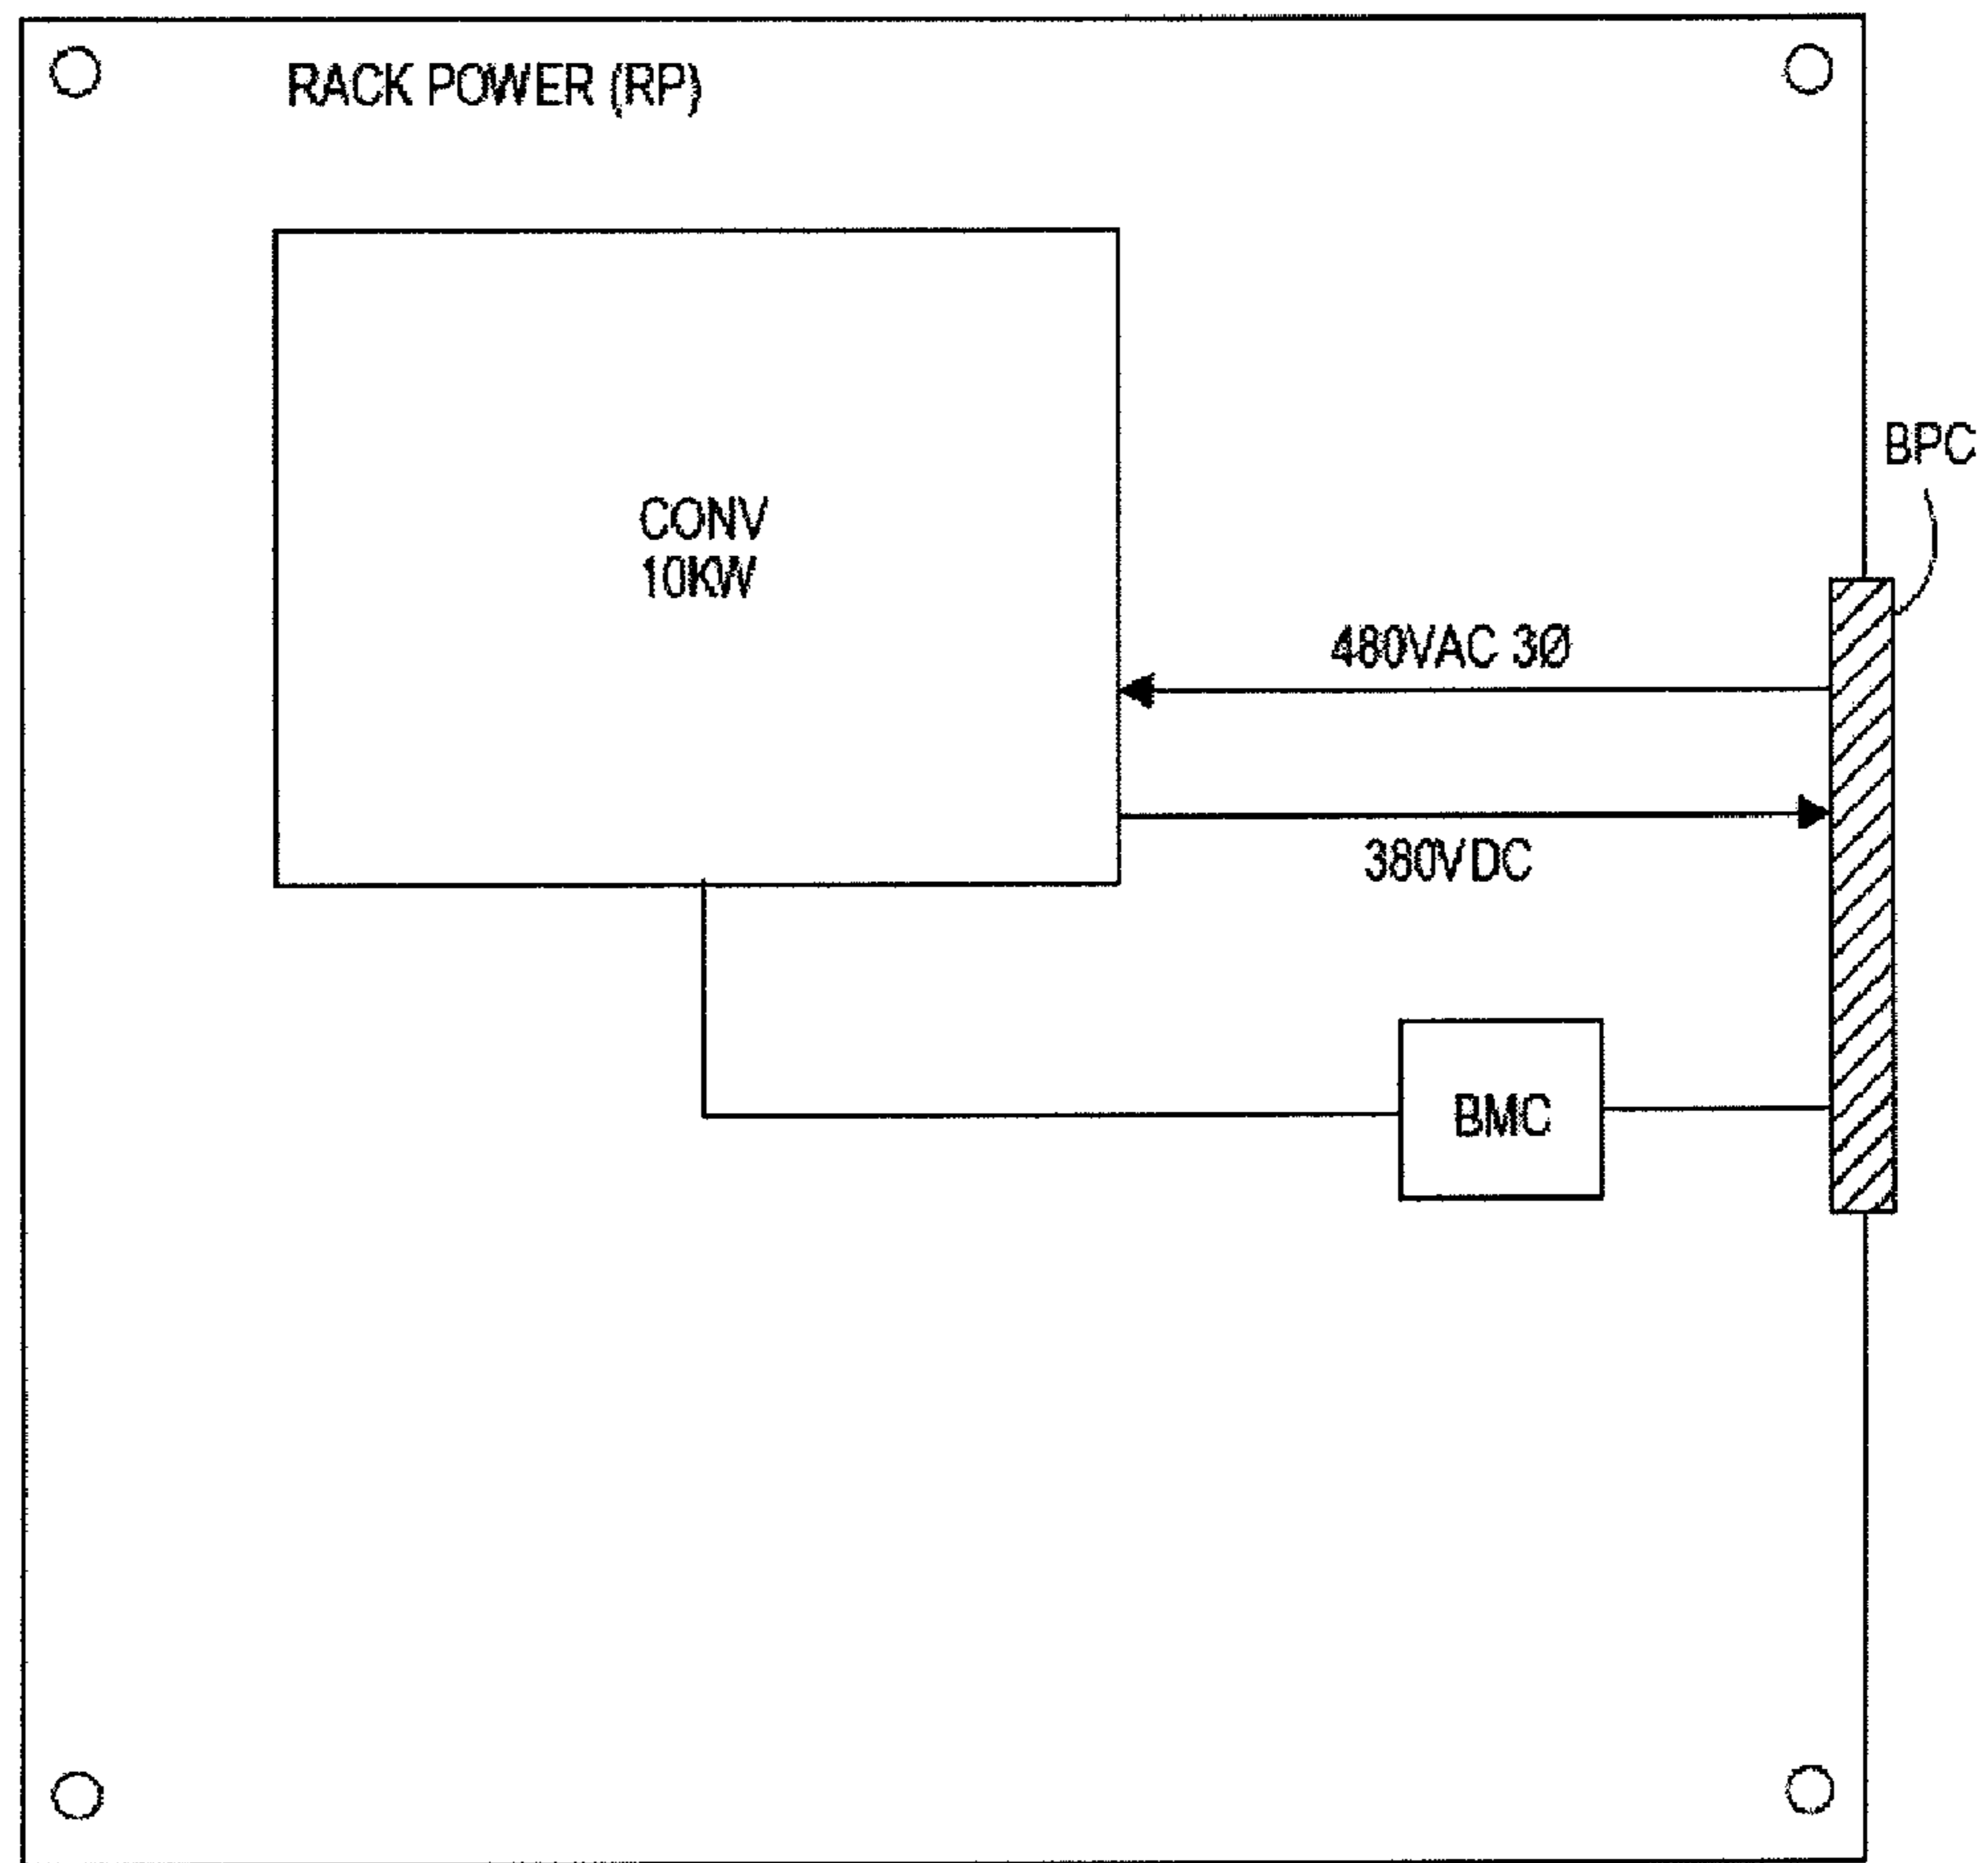 RACK POWER (RP)
BPC
CONV
10KW
480VAC 3Ø
380VDC
BMC